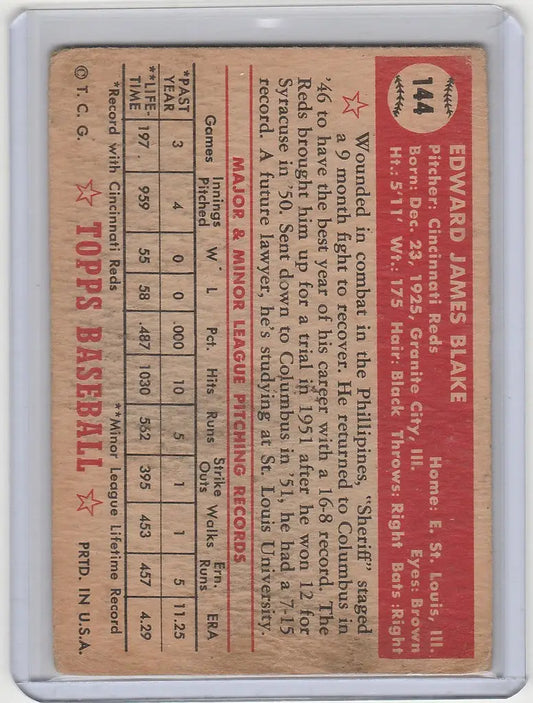 144
EDWARD JAMES BLAKE
Pitcher: Cincinnati Reds Home: E. St. Louis, Ill.
Born: Dec. 23, 1925, Granite City, Ill. Eyes: Brown
Ht.: 5'11' Wt.: 175 Hair: Black Throws: Right Bats :Right
Wounded in combat in the Phillipines, "Sheriff" staged
a 9 month fight to recover. He returned to Columbus in
'46 to have the best year of his career with a 16-8 record. The
Reds brought him up for a trial in 1951 after he won 12 for
Syracuse in '50. Sent down to Columbus in '51, he had a 7-15
record. A future lawyer, he's studying at St. Louis University.
MAJOR & MINOR LEAGUE PITCHING RECORDS
Games Innings Pitched W L Pct. Hits Runs Strike Outs Walks Ern. Runs ERA
*PAST YEAR 3 4 0 0 .000 10 5 1 1 5 11.25
**LIFE-TIME 197 959 55 58 .487 1030 552 395 453 457 4.29
*Record with Cincinnati Reds **Minor League Lifetime Record
© T. C. G. TOPPS BASEBALL PRTD. IN U.S.A.